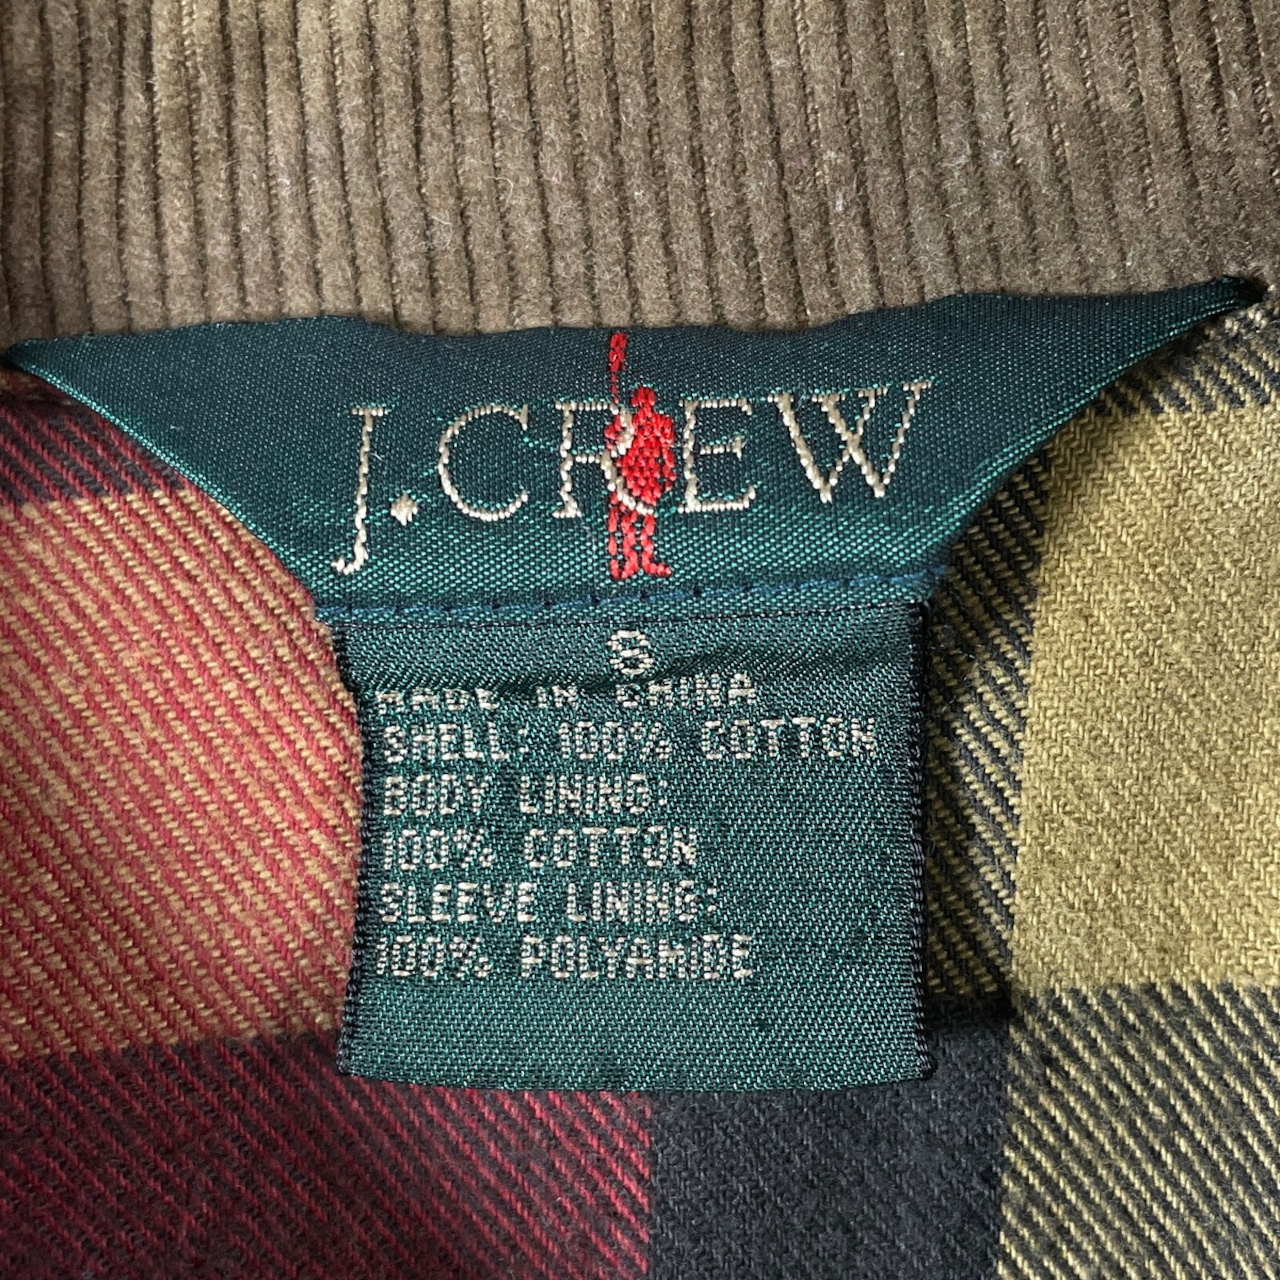 J.CREW
S
MADE IN CHINA
SHELL: 100% COTTON
BODY LINING:
100% COTTON
SLEEVE LINING:
100% POLYAMIDE